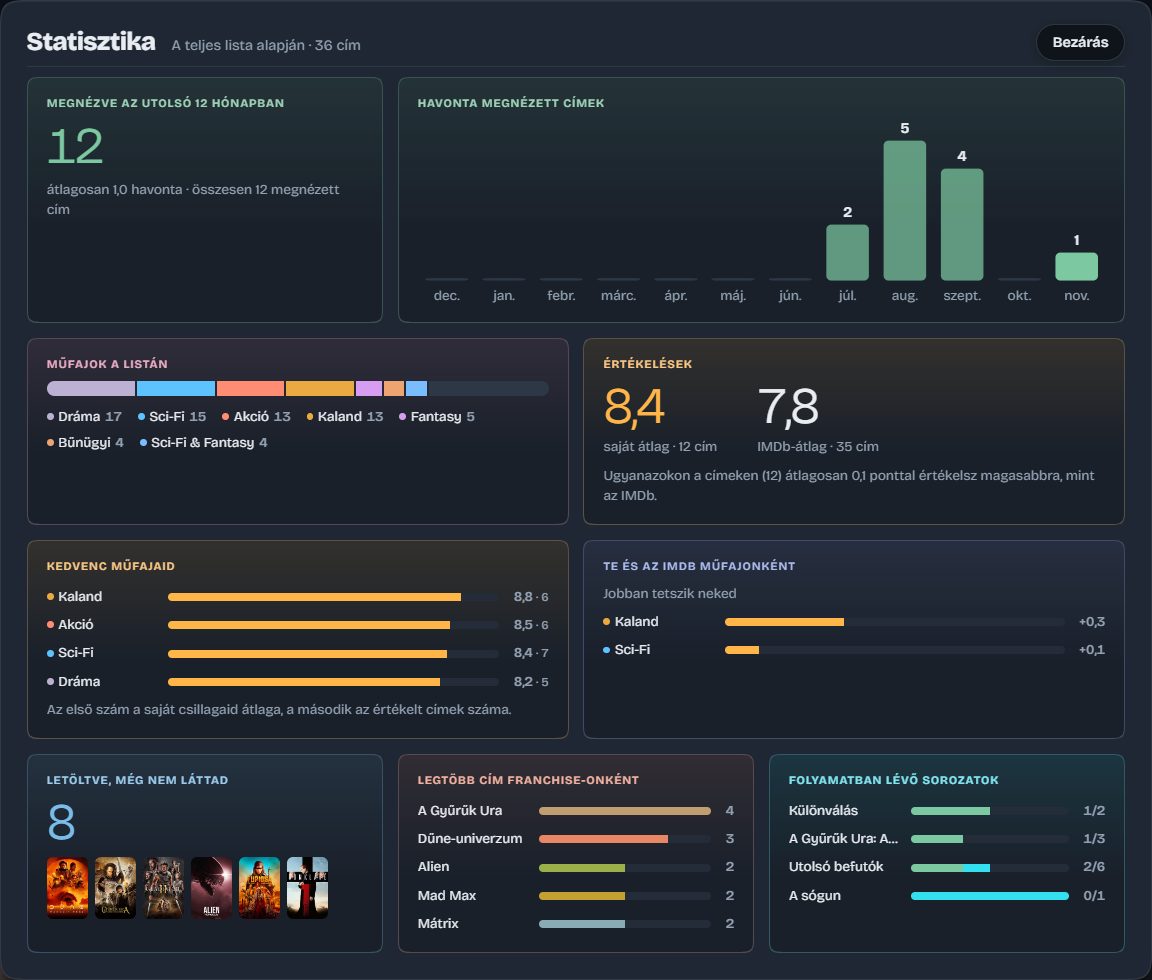 Statisztika
A teljes lista alapján · 36 cím
Bezárás
MEGNÉZVE AZ UTOLSÓ 12 HÓNAPBAN
12
átlagosan 1,0 havonta · összesen 12 megnézett
cím
HAVONTA MEGNÉZETT CÍMEK
2
5
4
1
dec. jan. febr. márc. ápr. máj. jún. júl. aug. szept. okt. nov.
MŰFAJOK A LISTÁN
Dráma 17 Sci-Fi 15 Akció 13 Kaland 13 Fantasy 5
Bűnügyi 4 Sci-Fi & Fantasy 4
ÉRTÉKELÉSEK
8,4 7,8
saját átlag · 12 cím IMDb-átlag · 35 cím
Ugyanazokon a címeken (12) átlagosan 0,1 ponttal értékelsz magasabbra, mint
az IMDb.
KEDVENC MŰFAJAID
Kaland 8,8 · 6
Akció 8,5 · 6
Sci-Fi 8,4 · 7
Dráma 8,2 · 5
Az első szám a saját csillagaid átlaga, a második az értékelt címek száma.
TE ÉS AZ IMDB MŰFAJONKÉNT
Jobban tetszik neked
Kaland +0,3
Sci-Fi +0,1
LETÖLTVE, MÉG NEM LÁTTAD
8
ALIEN
LEGTÖBB CÍM FRANCHISE-ONKÉNT
A Gyűrűk Ura 4
Dűne-univerzum 3
Alien 2
Mad Max 2
Mátrix 2
FOLYAMATBAN LÉVŐ SOROZATOK
Különválás 1/2
A Gyűrűk Ura: A... 1/3
Utolsó befutók 2/6
A sógun 0/1